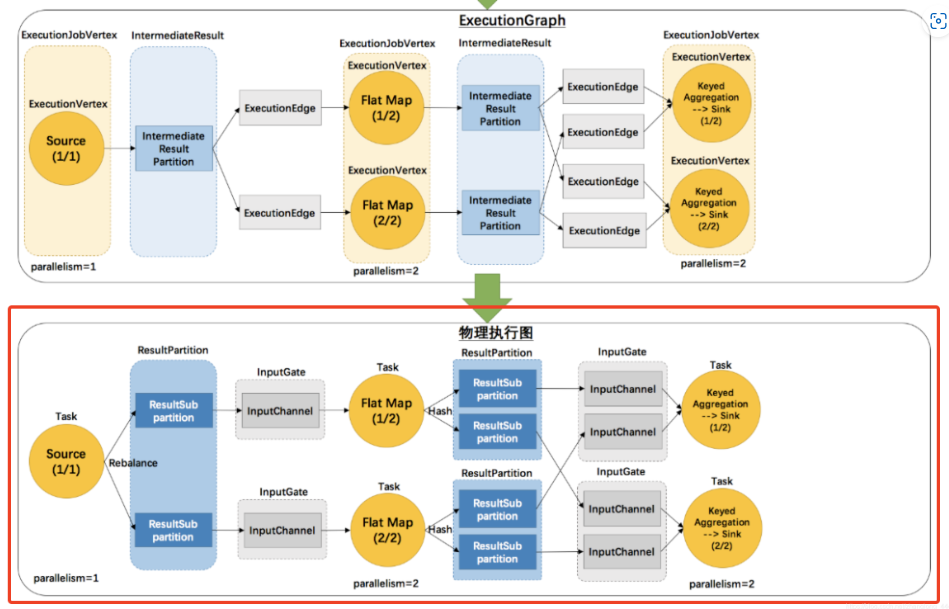 ExecutionGraph
ExecutionJobVertex
IntermediateResult
ExecutionJobVertex
IntermediateResult
ExecutionJobVertex
ExecutionVertex
Source
(1/1)
Intermediate
Result
Partition
ExecutionEdge
ExecutionEdge
ExecutionVertex
Flat Map
(1/2)
ExecutionVertex
Flat Map
(2/2)
Intermediate
Result
Partition
Intermediate
Result
Partition
ExecutionEdge
ExecutionEdge
ExecutionEdge
ExecutionEdge
ExecutionVertex
Keyed
Aggregation
--> Sink
(1/2)
ExecutionVertex
Keyed
Aggregation
--> Sink
(2/2)
parallelism=1
parallelism=2
parallelism=2
物理执行图
Task
Source
(1/1)
Rebalance
ResultPartition
ResultSub
partition
ResultSub
partition
InputGate
InputChannel
InputGate
InputChannel
Task
Flat Map
(1/2)
Hash
Task
Flat Map
(2/2)
Hash
ResultPartition
ResultSub
partition
ResultSub
partition
ResultPartition
ResultSub
partition
ResultSub
partition
InputGate
InputChannel
InputChannel
InputGate
InputChannel
InputChannel
Task
Keyed
Aggregation
--> Sink
(1/2)
Task
Keyed
Aggregation
--> Sink
(2/2)
parallelism=1
parallelism=2
parallelism=2